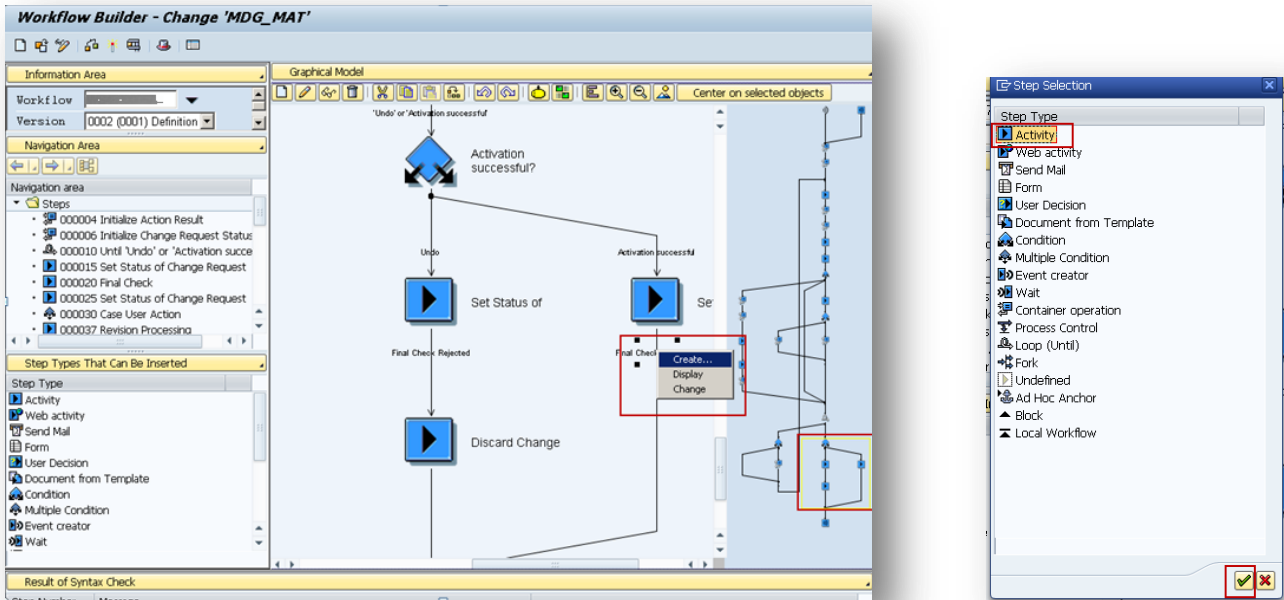 Workflow Builder - Change 'MDG_MAT'
Information Area
Workflow
Version 0002 (0001) Definition
Navigation Area
Navigation area
Steps
000004 Initialize Action Result
000006 Initialize Change Request Status
000010 Until 'Undo' or 'Activation succe
000015 Set Status of Change Request
000020 Final Check
000025 Set Status of Change Request
000030 Case User Action
000037 Revision Processing
Step Types That Can Be Inserted
Step Type
Activity
Web activity
Send Mail
Form
User Decision
Document from Template
Condition
Multiple Condition
Event creator
Wait
Result of Syntax Check
Graphical Model
Center on selected objects
'Undo' or 'Activation successful'
Activation
successful?
Undo
Activation successful
Set Status of
Se
Final Check Rejected
Final Check
Create...
Display
Change
Discard Change
Step Selection
Step Type
Activity
Web activity
Send Mail
Form
User Decision
Document from Template
Condition
Multiple Condition
Event creator
Wait
Container operation
Process Control
Loop (Until)
Fork
Undefined
Ad Hoc Anchor
Block
Local Workflow